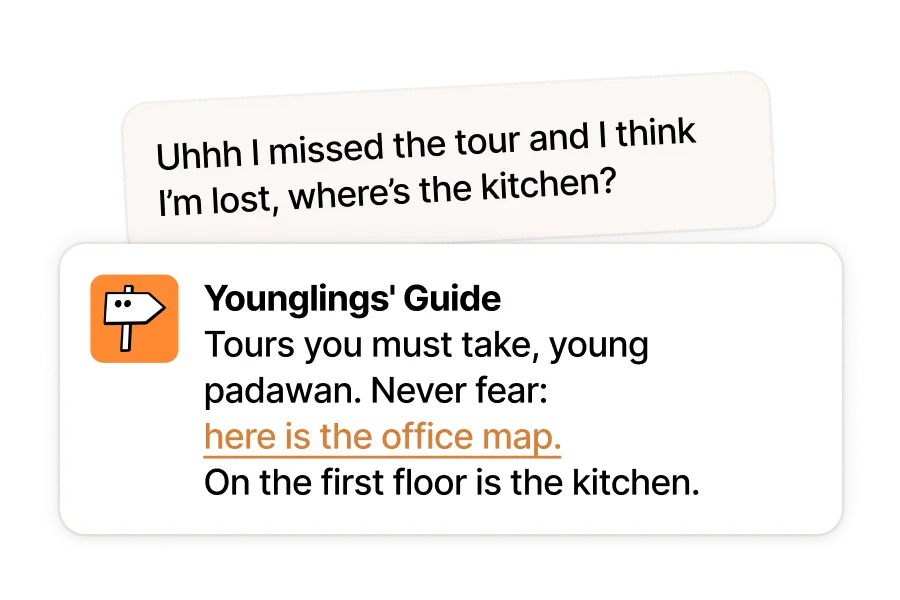 Uhhh I missed the tour and I think
I’m lost, where’s the kitchen?
Younglings' Guide
Tours you must take, young
padawan. Never fear:
here is the office map.
On the first floor is the kitchen.